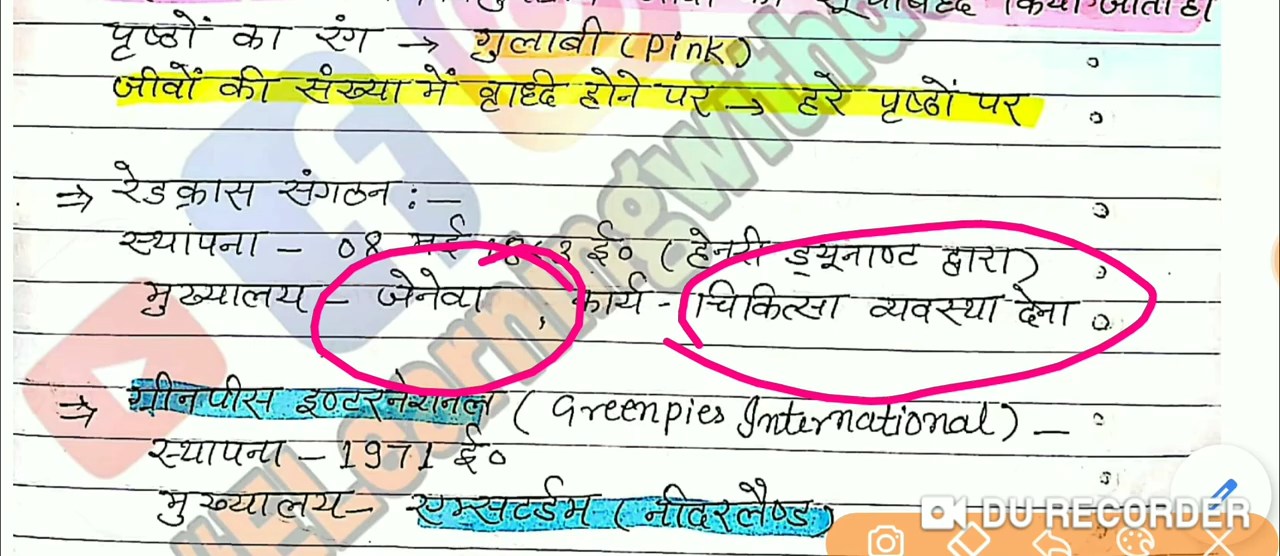 किया जाता है।
पृष्ठों का रंग → गुलाबी (Pink)
जीवों की संख्या में वृद्धि होने पर → हरे पृष्ठों पर
⇒ रेडक्रास संगठन :—
स्थापना - 08 मई ई० (हेनरी ड्यूनाण्ट द्वारा)
मुख्यालय - जेनेवा, कार्य - चिकित्सा व्यवस्था देना
⇒ ग्रीनपीस इण्टरनेशनल (Greenpies International) —
स्थापना - 1971 ई०
मुख्यालय - एम्सटर्डम (नीदरलैण्ड)
DU RECORDER